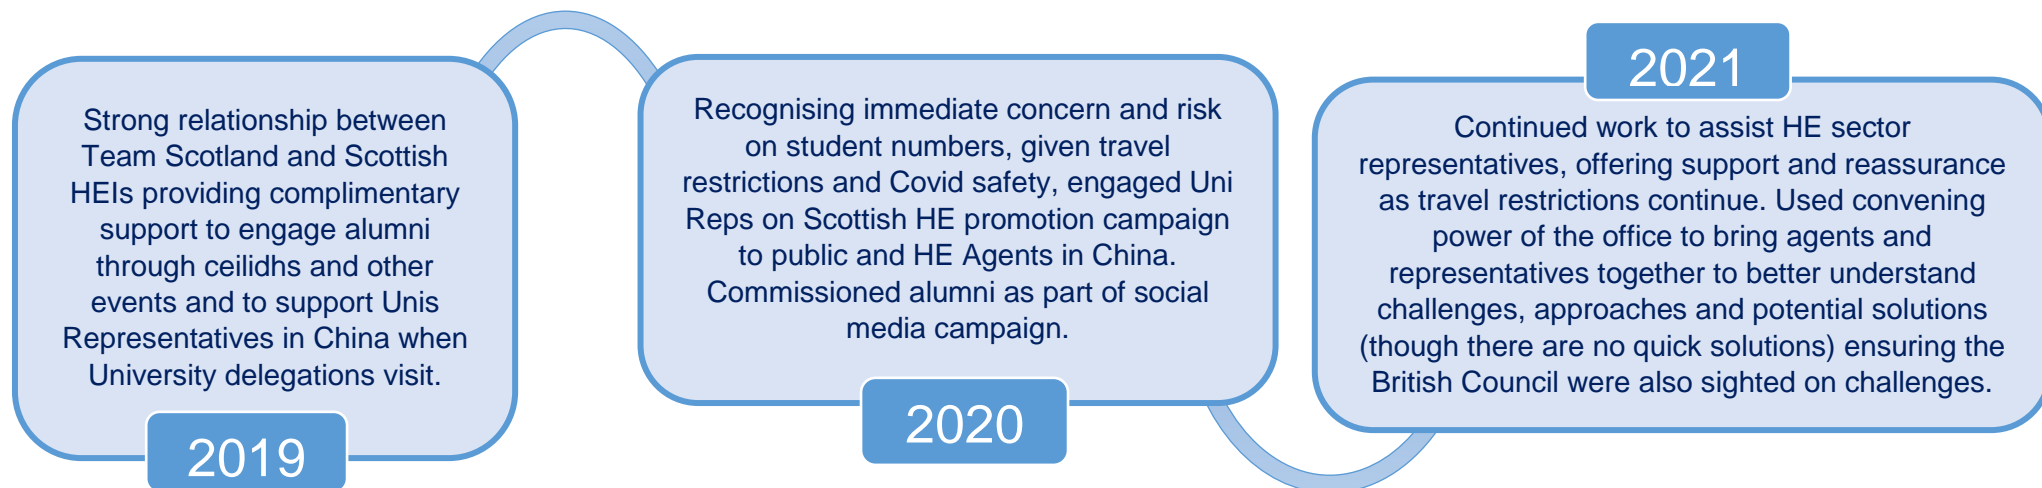 Strong relationship between
Team Scotland and Scottish
HEIs providing complimentary
support to engage alumni
through ceilidhs and other
events and to support Unis
Representatives in China when
University delegations visit.
2019
Recognising immediate concern and risk
on student numbers, given travel
restrictions and Covid safety, engaged Uni
Reps on Scottish HE promotion campaign
to public and HE Agents in China.
Commissioned alumni as part of social
media campaign.
2020
2021
Continued work to assist HE sector
representatives, offering support and reassurance
as travel restrictions continue. Used convening
power of the office to bring agents and
representatives together to better understand
challenges, approaches and potential solutions
(though there are no quick solutions) ensuring the
British Council were also sighted on challenges.